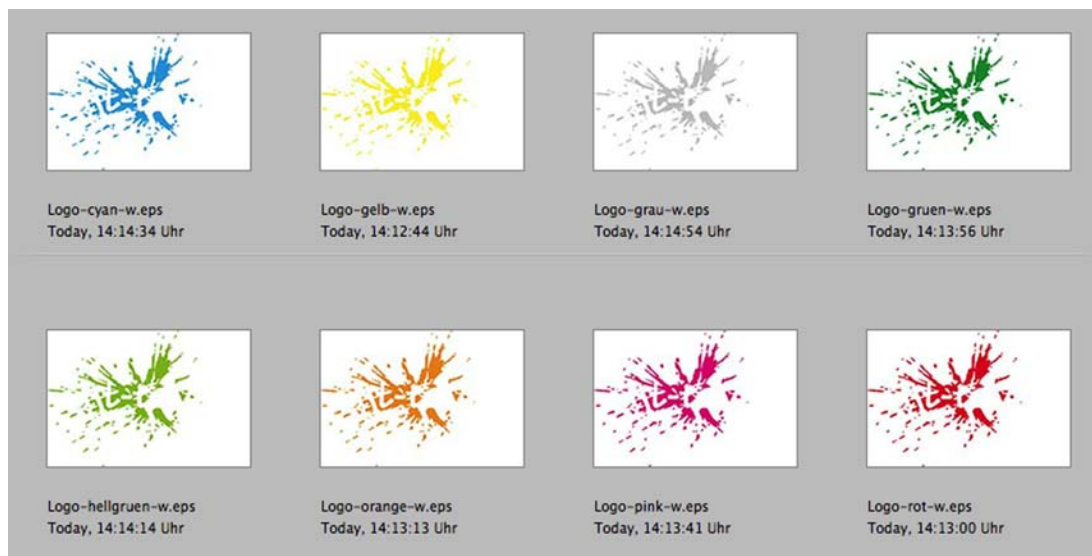 Logo-cyan-w.eps
Today, 14:14:34 Uhr
Logo-gelb-w.eps
Today, 14:12:44 Uhr
Logo-grau-w.eps
Today, 14:14:54 Uhr
Logo-gruen-w.eps
Today, 14:13:56 Uhr
Logo-hellgruen-w.eps
Today, 14:14:14 Uhr
Logo-orange-w.eps
Today, 14:13:13 Uhr
Logo-pink-w.eps
Today, 14:13:41 Uhr
Logo-rot-w.eps
Today, 14:13:00 Uhr